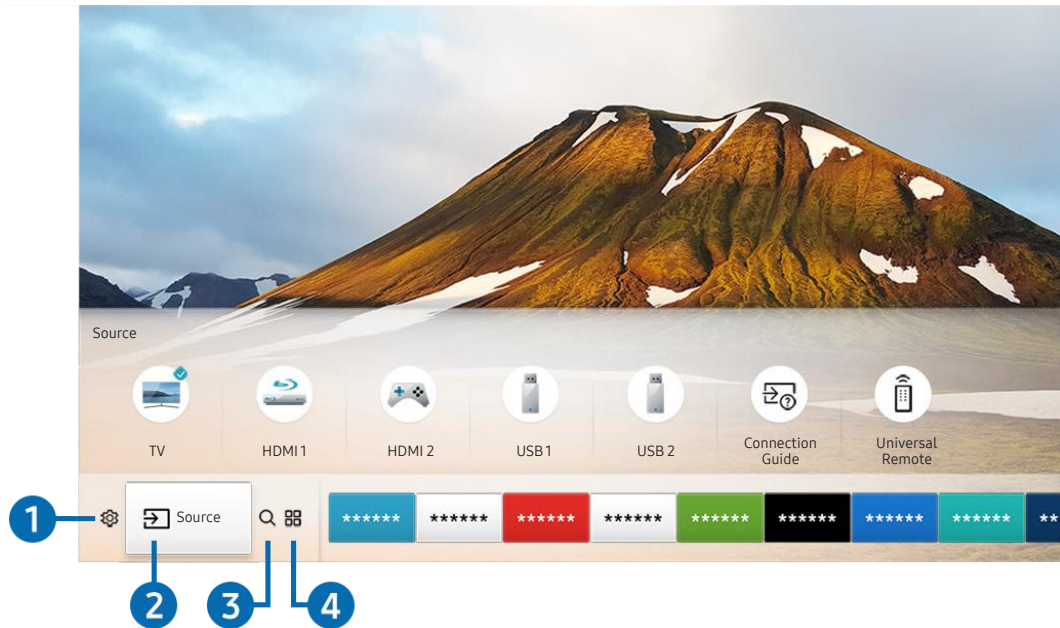 Source
TV
HDMI 1
HDMI 2
USB 1
USB 2
Connection
Guide
Universal
Remote
1
Source
****** ****** ****** ****** ****** ****** ****** ****** **
2
3
4